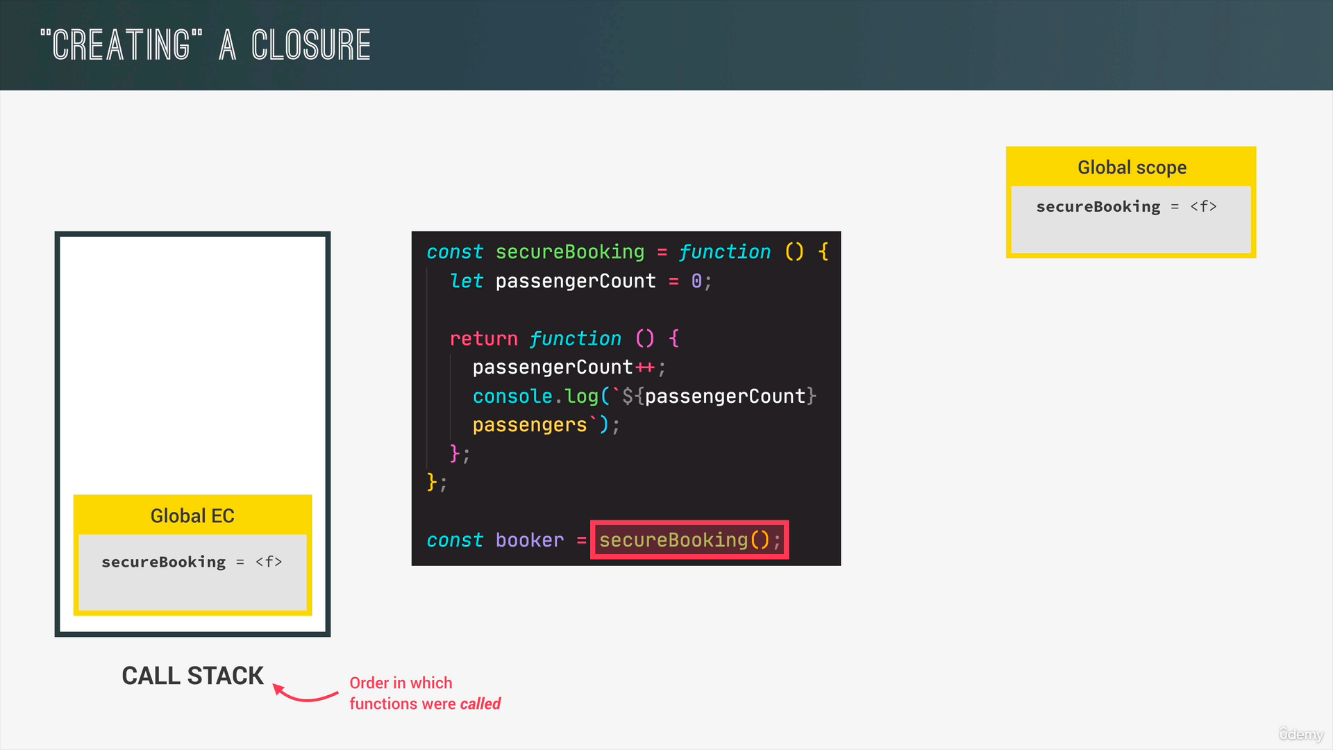 "CREATING" A CLOSURE
Global scope
secureBooking = <f>
const secureBooking = function () {
let passengerCount = 0;
return function () {
passengerCount++;
console.log(`${passengerCount}
passengers`);
};
};
const booker = secureBooking();
Global EC
secureBooking = <f>
CALL STACK
Order in which
functions were called
ûdemy